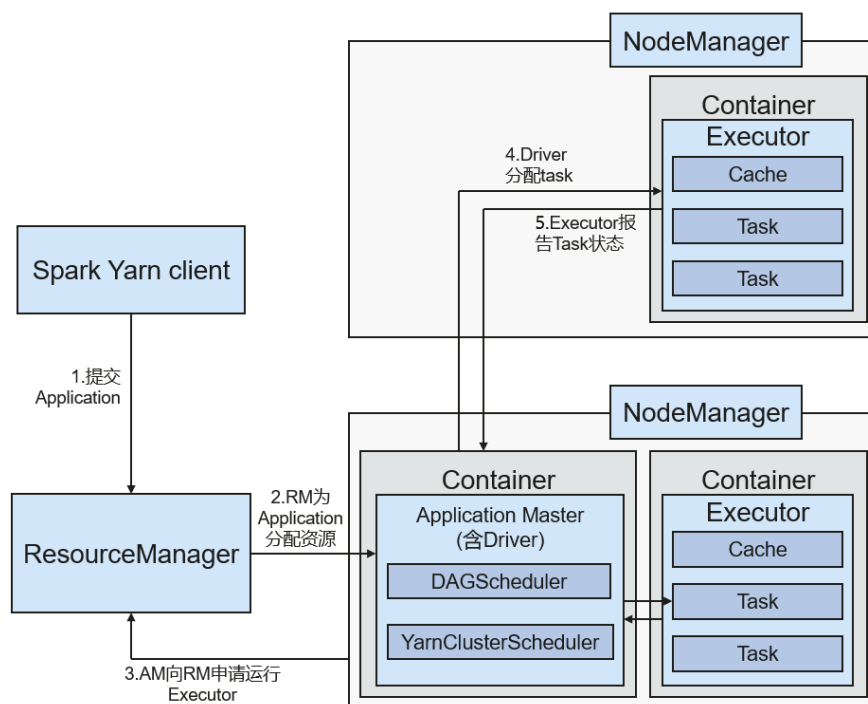 NodeManager
Container
Executor
Cache
Task
Task
4.Driver
分配task
5.Executor报
告Task状态
Spark Yarn client
1.提交
Application
ResourceManager
2.RM为
Application
分配资源
3.AM向RM申请运行
Executor
NodeManager
Container
Application Master
(含Driver)
DAGScheduler
YarnClusterScheduler
Container
Executor
Cache
Task
Task